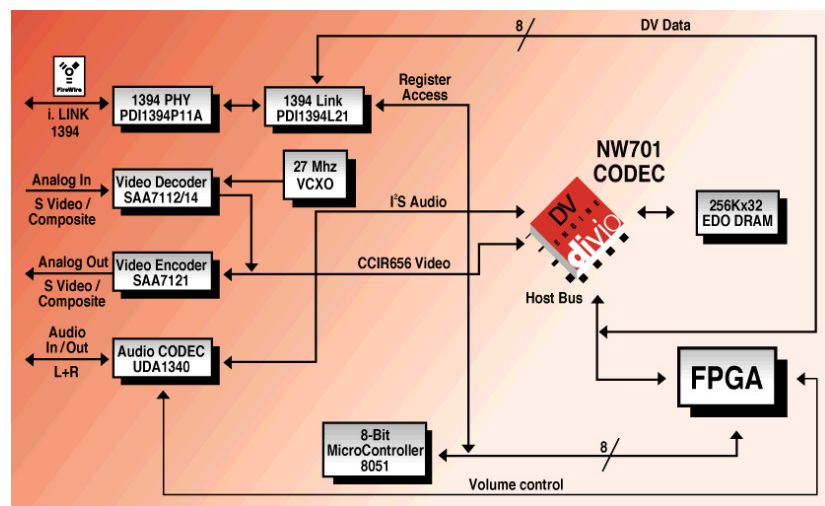 8
DV Data
FireWire
i. LINK
1394
1394 PHY
PDI1394P11A
1394 Link
PDI1394L21
Register
Access
NW701
CODEC
Analog In
S Video /
Composite
Video Decoder
SAA7112/14
27 Mhz
VCXO
I²S Audio
DV
ENGINE
divio
256Kx32
EDO DRAM
Analog Out
S Video /
Composite
Video Encoder
SAA7121
CCIR656 Video
Host Bus
Audio
In/Out
L+R
Audio CODEC
UDA1340
FPGA
8-Bit
MicroController
8051
8
Volume control